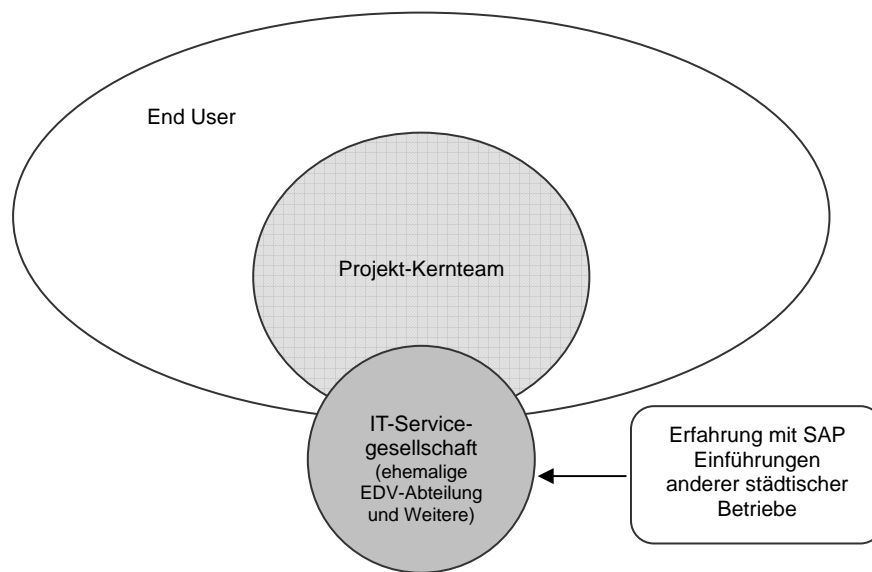 End User
Projekt-Kernteam
IT-Service-
gesellschaft
(ehemalige
EDV-Abteilung
und Weitere)
Erfahrung mit SAP
Einführungen
anderer städtischer
Betriebe